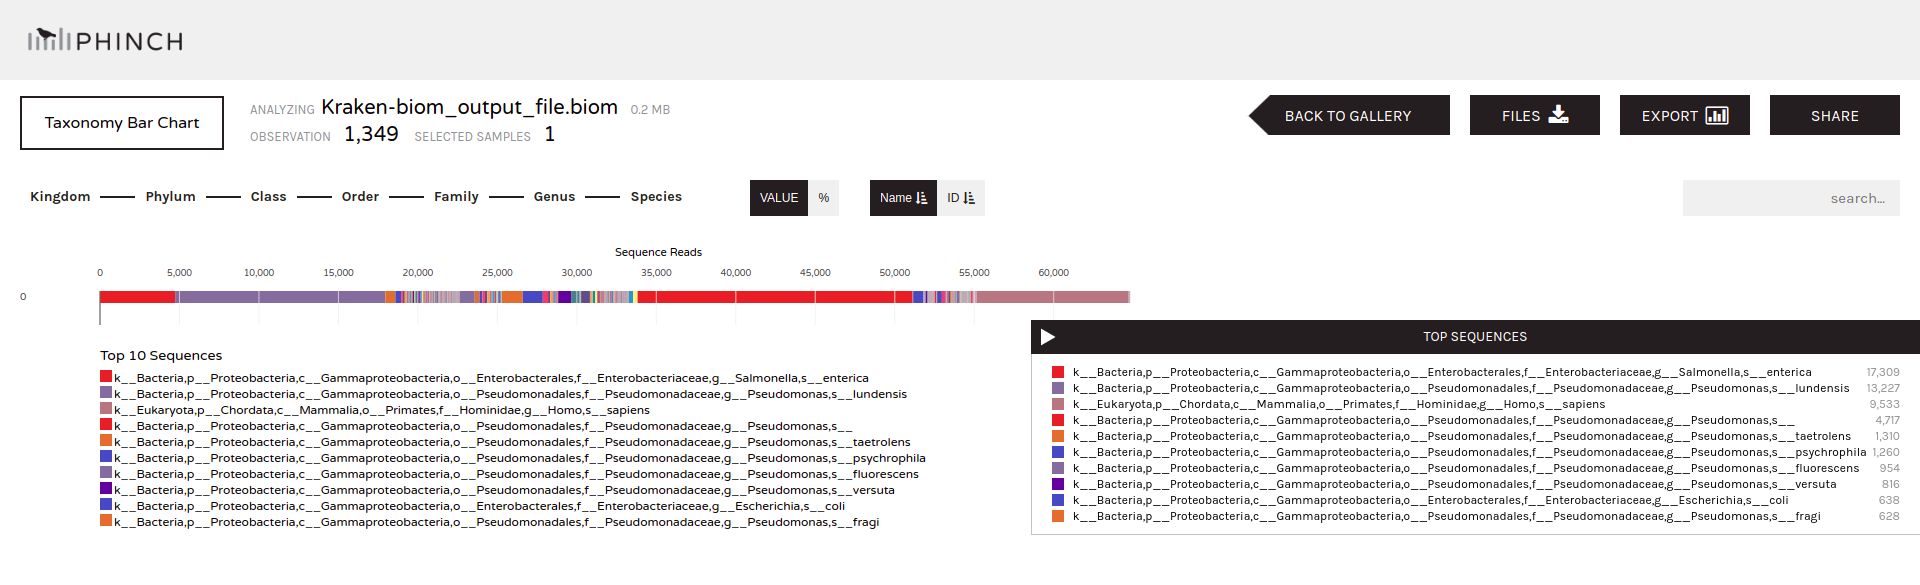 PHINCH
Taxonomy Bar Chart
ANALYZING Kraken-biom_output_file.biom 0.2 MB
OBSERVATION 1,349 SELECTED SAMPLES 1
BACK TO GALLERY FILES EXPORT SHARE
Kingdom Phylum Class Order Family Genus Species VALUE % Name ID search...
Sequence Reads
0 5,000 10,000 15,000 20,000 25,000 30,000 35,000 40,000 45,000 50,000 55,000 60,000
0
Top 10 Sequences
k__Bacteria,p__Proteobacteria,c__Gammaproteobacteria,o__Enterobacterales,f__Enterobacteriaceae,g__Salmonella,s__enterica
k__Bacteria,p__Proteobacteria,c__Gammaproteobacteria,o__Pseudomonadales,f__Pseudomonadaceae,g__Pseudomonas,s__lundensis
k__Eukaryota,p__Chordata,c__Mammalia,o__Primates,f__Hominidae,g__Homo,s__sapiens
k__Bacteria,p__Proteobacteria,c__Gammaproteobacteria,o__Pseudomonadales,f__Pseudomonadaceae,g__Pseudomonas,s__
k__Bacteria,p__Proteobacteria,c__Gammaproteobacteria,o__Pseudomonadales,f__Pseudomonadaceae,g__Pseudomonas,s__taetrolens
k__Bacteria,p__Proteobacteria,c__Gammaproteobacteria,o__Pseudomonadales,f__Pseudomonadaceae,g__Pseudomonas,s__psychrophila
k__Bacteria,p__Proteobacteria,c__Gammaproteobacteria,o__Pseudomonadales,f__Pseudomonadaceae,g__Pseudomonas,s__fluorescens
k__Bacteria,p__Proteobacteria,c__Gammaproteobacteria,o__Pseudomonadales,f__Pseudomonadaceae,g__Pseudomonas,s__versuta
k__Bacteria,p__Proteobacteria,c__Gammaproteobacteria,o__Enterobacterales,f__Enterobacteriaceae,g__Escherichia,s__coli
k__Bacteria,p__Proteobacteria,c__Gammaproteobacteria,o__Pseudomonadales,f__Pseudomonadaceae,g__Pseudomonas,s__fragi
TOP SEQUENCES
k__Bacteria,p__Proteobacteria,c__Gammaproteobacteria,o__Enterobacterales,f__Enterobacteriaceae,g__Salmonella,s__enterica 17,309
k__Bacteria,p__Proteobacteria,c__Gammaproteobacteria,o__Pseudomonadales,f__Pseudomonadaceae,g__Pseudomonas,s__lundensis 13,227
k__Eukaryota,p__Chordata,c__Mammalia,o__Primates,f__Hominidae,g__Homo,s__sapiens 9,533
k__Bacteria,p__Proteobacteria,c__Gammaproteobacteria,o__Pseudomonadales,f__Pseudomonadaceae,g__Pseudomonas,s__ 4,717
k__Bacteria,p__Proteobacteria,c__Gammaproteobacteria,o__Pseudomonadales,f__Pseudomonadaceae,g__Pseudomonas,s__taetrolens 1,310
k__Bacteria,p__Proteobacteria,c__Gammaproteobacteria,o__Pseudomonadales,f__Pseudomonadaceae,g__Pseudomonas,s__psychrophila 1,260
k__Bacteria,p__Proteobacteria,c__Gammaproteobacteria,o__Pseudomonadales,f__Pseudomonadaceae,g__Pseudomonas,s__fluorescens 954
k__Bacteria,p__Proteobacteria,c__Gammaproteobacteria,o__Pseudomonadales,f__Pseudomonadaceae,g__Pseudomonas,s__versuta 816
k__Bacteria,p__Proteobacteria,c__Gammaproteobacteria,o__Enterobacterales,f__Enterobacteriaceae,g__Escherichia,s__coli 638
k__Bacteria,p__Proteobacteria,c__Gammaproteobacteria,o__Pseudomonadales,f__Pseudomonadaceae,g__Pseudomonas,s__fragi 628